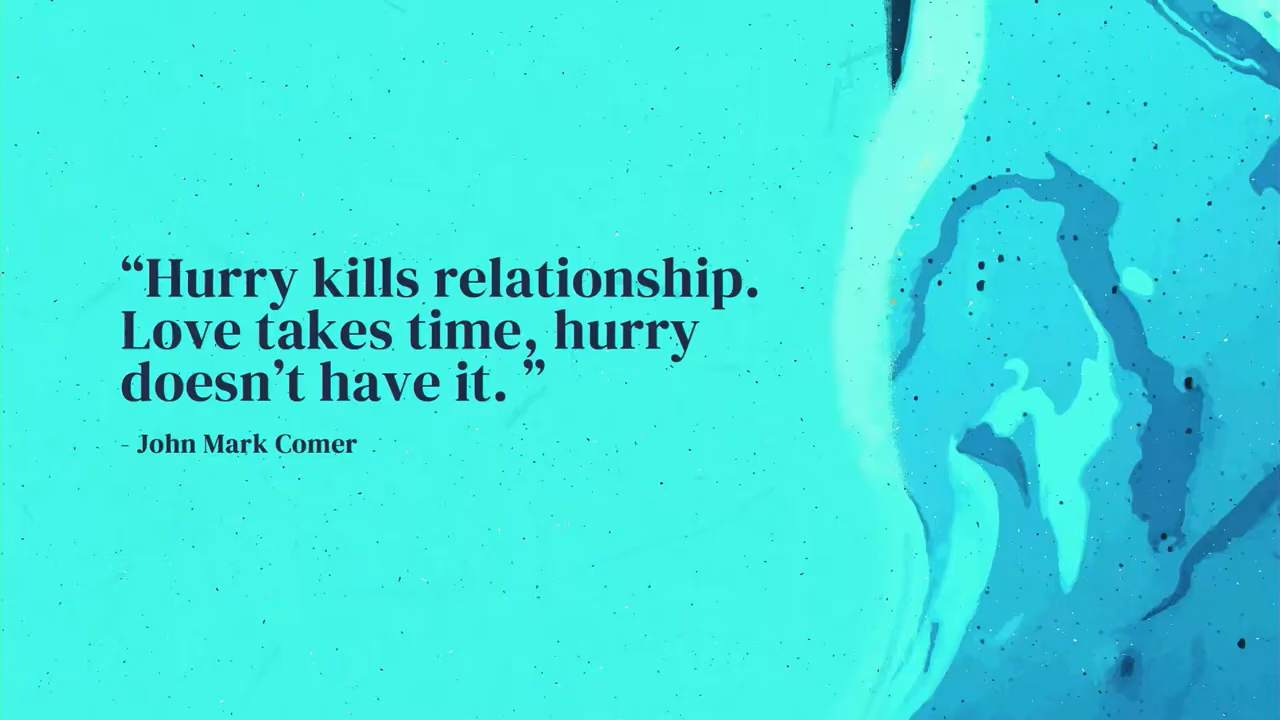 “Hurry kills relationship.
Love takes time, hurry
doesn’t have it. ”
- John Mark Comer